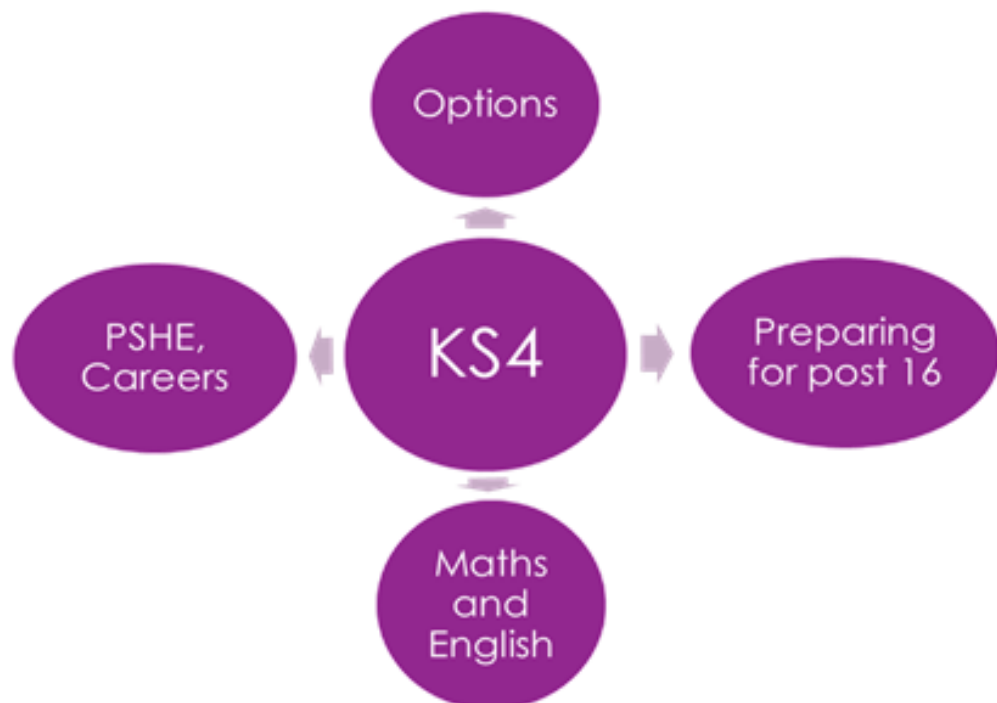 Options
PSHE,
Careers
KS4
Preparing
for post 16
Maths
and
English